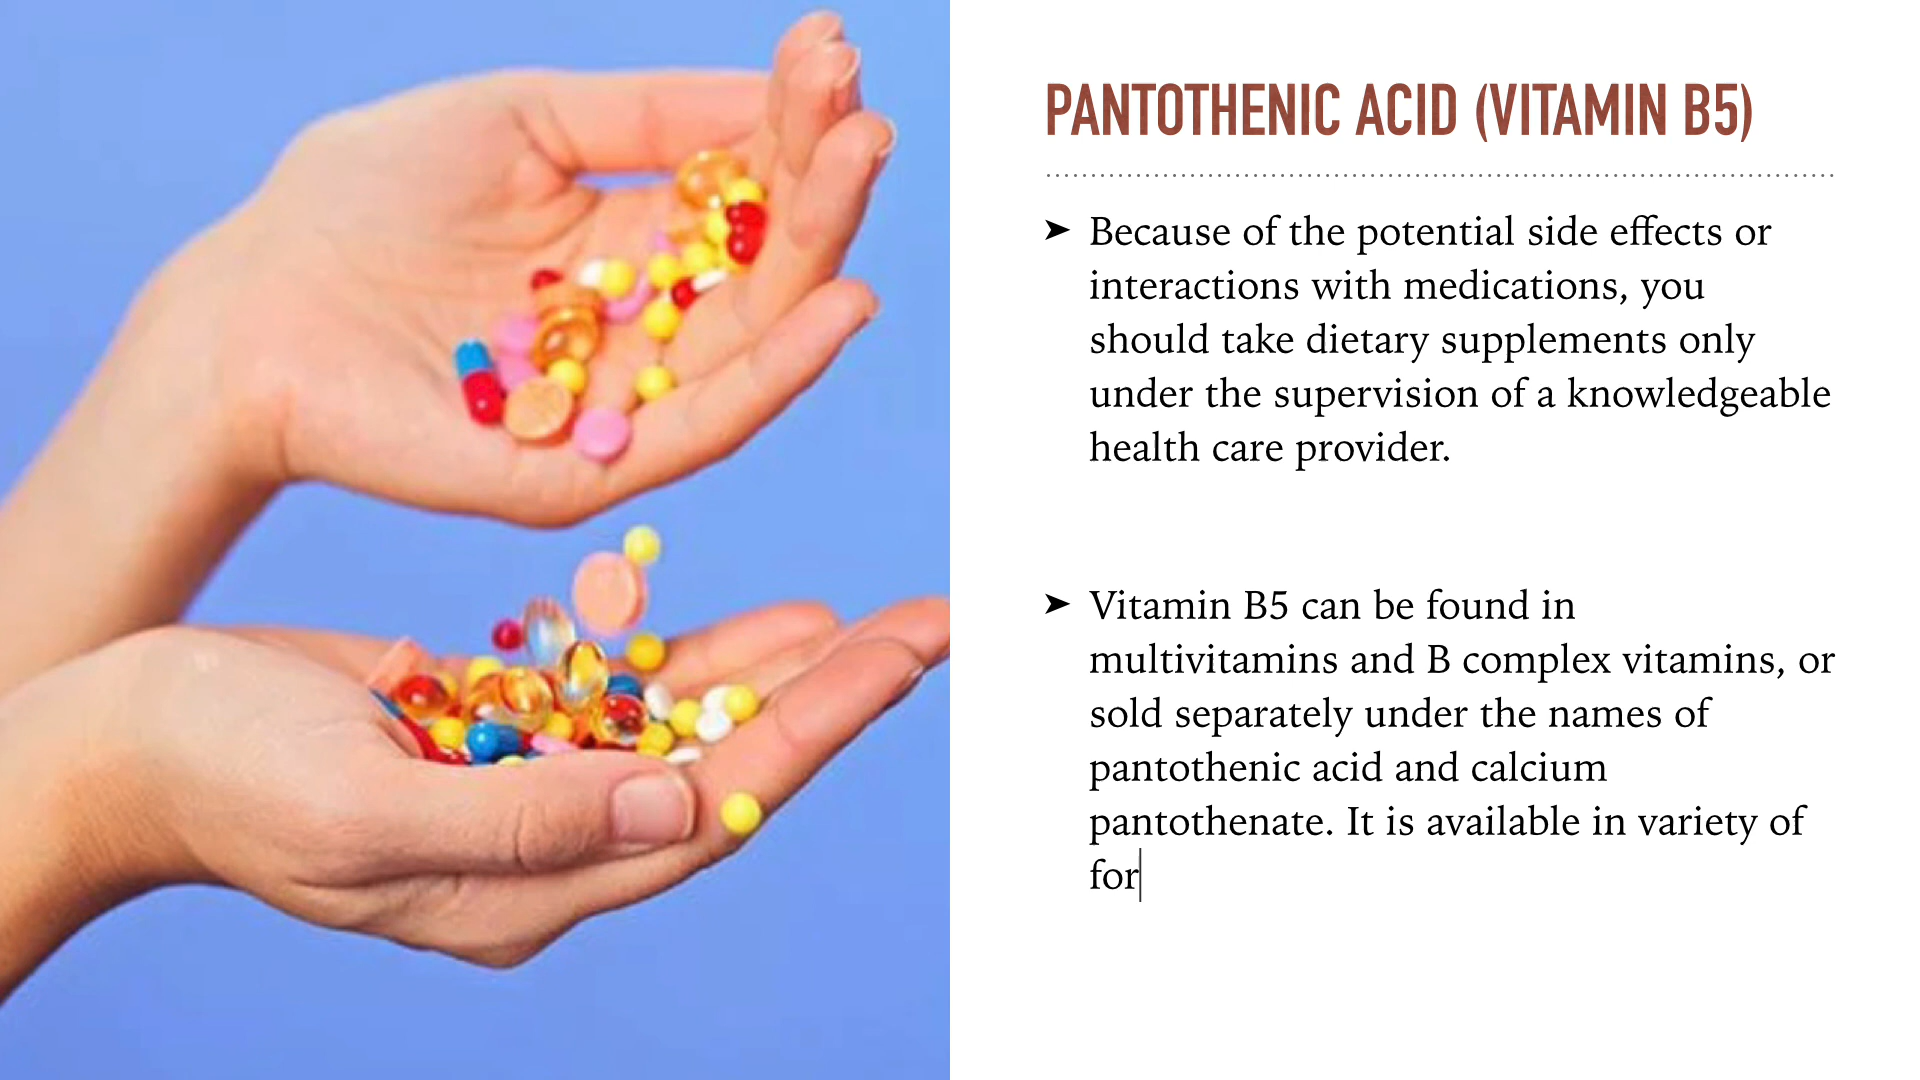 PANTOTHENIC ACID (VITAMIN B5)
➤ Because of the potential side effects or
interactions with medications, you
should take dietary supplements only
under the supervision of a knowledgeable
health care provider.
➤ Vitamin B5 can be found in
multivitamins and B complex vitamins, or
sold separately under the names of
pantothenic acid and calcium
pantothenate. It is available in variety of
for